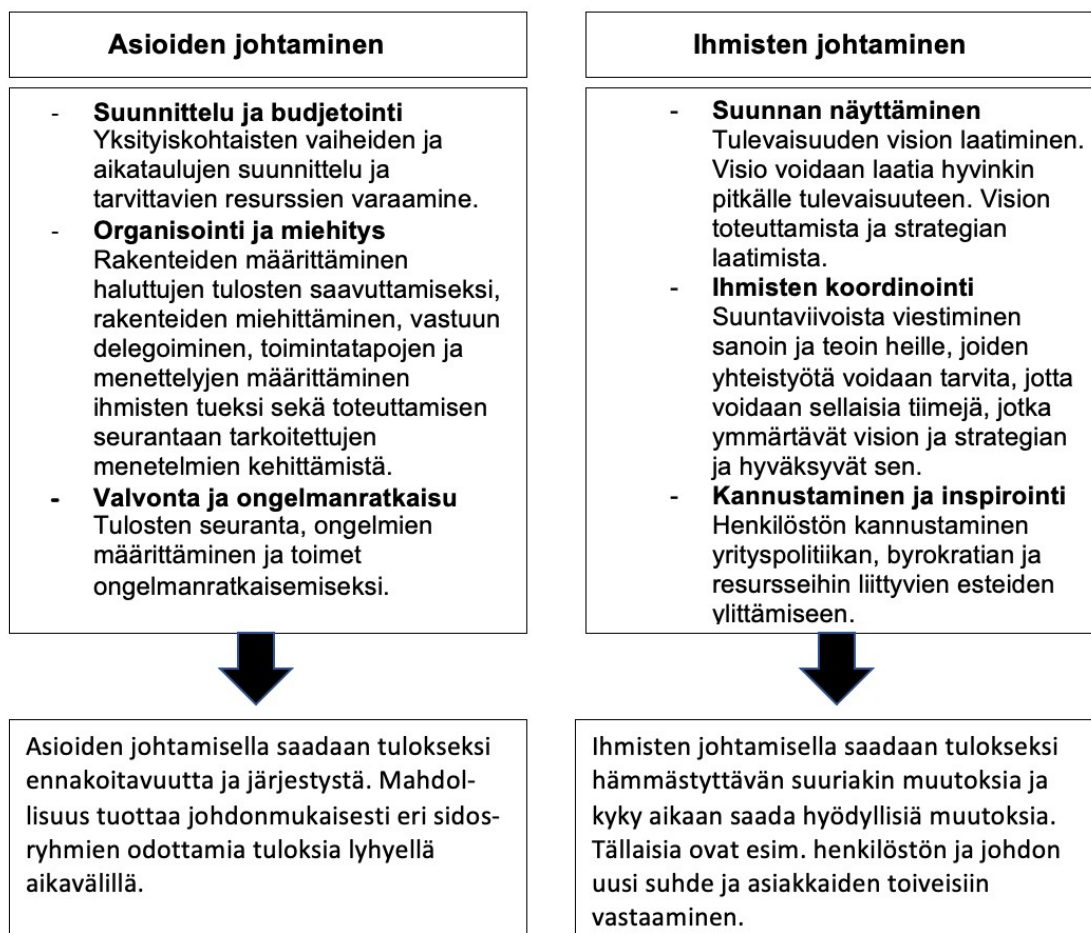 Asioiden johtaminen
- Suunnittelu ja budjetointi
Yksityiskohtaisten vaiheiden ja
aikataulujen suunnittelu ja
tarvittavien resurssien varaamine.
- Organisointi ja miehitys
Rakenteiden määrittäminen
haluttujen tulosten saavuttamiseksi,
rakenteiden miehittäminen, vastuun
delegoiminen, toimintatapojen ja
menettelyjen määrittäminen
ihmisten tueksi sekä toteuttamisen
seurantaan tarkoitettujen
menetelmien kehittämistä.
- Valvonta ja ongelmanratkaisu
Tulosten seuranta, ongelmien
määrittäminen ja toimet
ongelmanratkaisemiseksi.
Asioiden johtamisella saadaan tulokseksi
ennakoitavuutta ja järjestystä. Mahdol-
lisuus tuottaa johdonmukaisesti eri sidos-
ryhmien odottamia tuloksia lyhyellä
aikavälillä.
Ihmisten johtaminen
- Suunnan näyttäminen
Tulevaisuuden vision laatiminen.
Visio voidaan laatia hyvinkin
pitkälle tulevaisuuteen. Vision
toteuttamista ja strategian
laatimista.
- Ihmisten koordinointi
Suuntaviivoista viestiminen
sanoin ja teoin heille, joiden
yhteistyötä voidaan tarvita, jotta
voidaan sellaisia tiimejä, jotka
ymmärtävät vision ja strategian
ja hyväksyvät sen.
- Kannustaminen ja inspirointi
Henkilöstön kannustaminen
yrityspolitiikan, byrokratian ja
resursseihin liittyvien esteiden
ylittämiseen.
Ihmisten johtamisella saadaan tulokseksi
hämmästyttävän suuriakin muutoksia ja
kyky aikaan saada hyödyllisiä muutoksia.
Tällaisia ovat esim. henkilöstön ja johdon
uusi suhde ja asiakkaiden toiveisiin
vastaaminen.